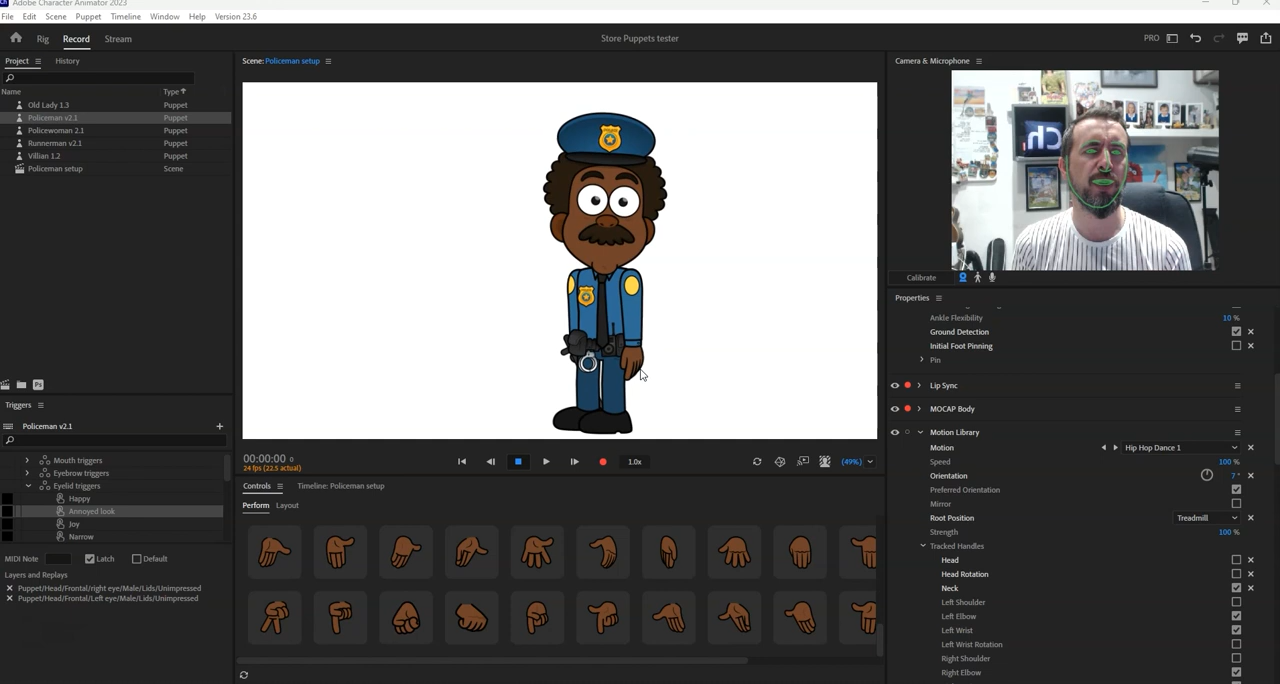 Adobe Character Animator 2023
File Edit Scene Puppet Timeline Window Help Version 23.6
Rig Record Stream
Store Puppets tester
PRO
Project History
Name Type
Old Lady 1.3 Puppet
Policeman v2.1 Puppet
Policewoman 2.1 Puppet
Runnerman v2.1 Puppet
Villian 1.2 Puppet
Policeman setup Scene
Ps
Triggers
Policeman v2.1
Mouth triggers
Eyebrow triggers
Eyelid triggers
Happy
Annoyed look
Joy
Narrow
MIDI Note Latch Default
Layers and Replays
Puppet/Head/Frontal/right eye/Male/Lids/Unimpressed
Puppet/Head/Frontal/Left eye/Male/Lids/Unimpressed
Scene: Policeman setup
00:00:00 0
24 fps (22.5 actual)
1.0x
(49%)
Controls Timeline: Policeman setup
Perform Layout
Camera & Microphone
Ch
Calibrate
Properties
Ankle Flexibility 10 %
Ground Detection
Initial Foot Pinning
Pin
Lip Sync
MOCAP Body
Motion Library
Motion Hip Hop Dance 1
Speed 100 %
Orientation 7 °
Preferred Orientation
Mirror
Root Position Treadmill
Strength 100 %
Tracked Handles
Head
Head Rotation
Neck
Left Shoulder
Left Elbow
Left Wrist
Left Wrist Rotation
Right Shoulder
Right Elbow